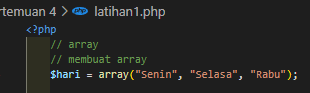 rtemuan 4 > latihan1.php
<?php
// array
// membuat array
$hari = array("Senin", "Selasa", "Rabu");